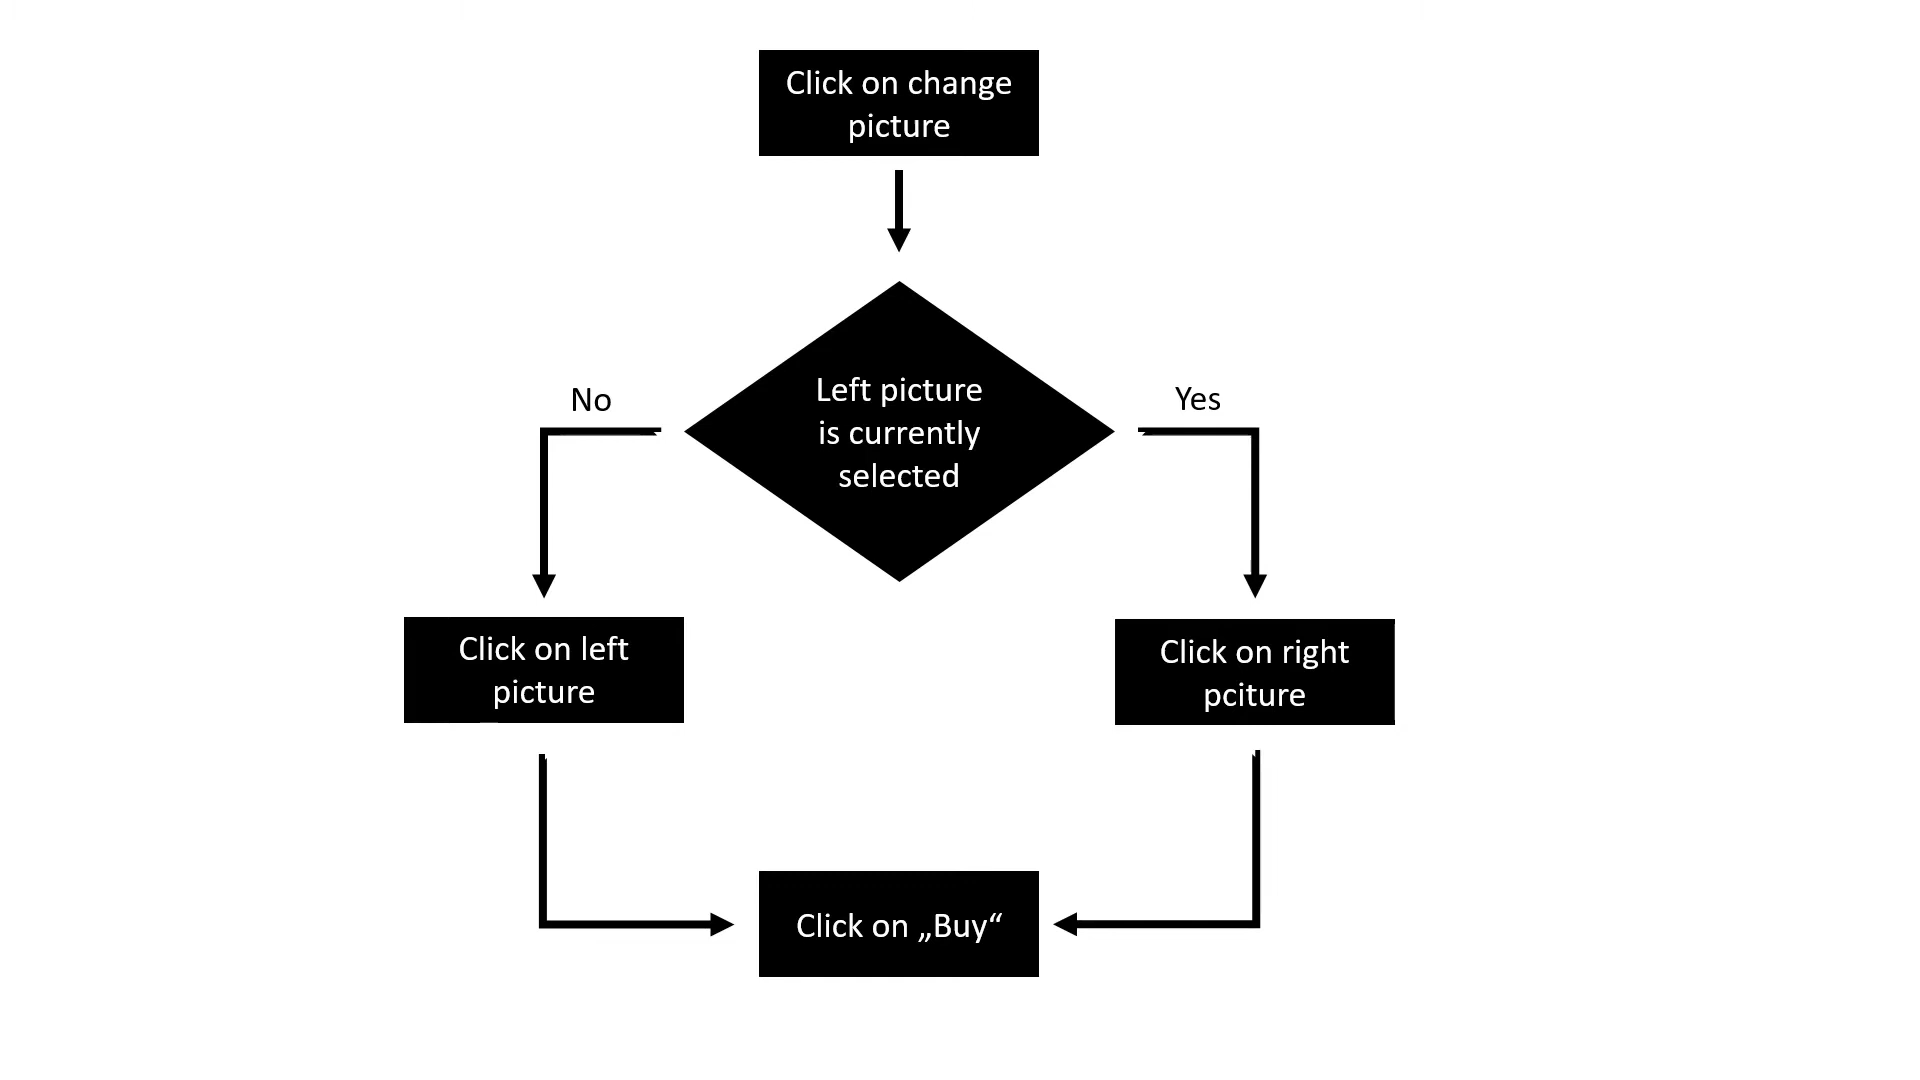 Click on change
picture
Left picture
is currently
selected
No
Yes
Click on left
picture
Click on right
pciture
Click on „Buy“